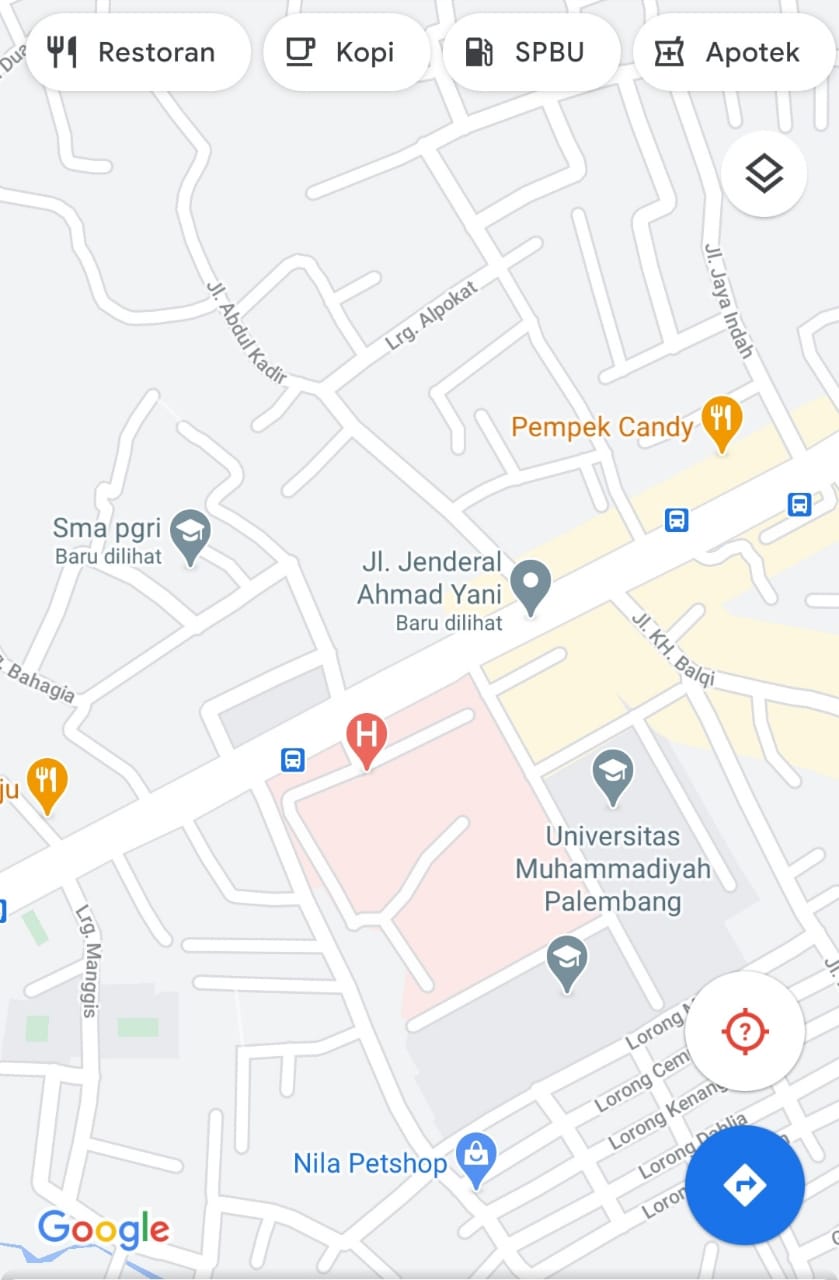 Dua
Restoran
Kopi
SPBU
Apotek
Jl. Jaya Indah
Jl. Abdul Kadir
Lrg. Alpokat
Pempek Candy
Sma pgri
Baru dilihat
Jl. Jenderal
Ahmad Yani
Baru dilihat
Jl. KH. Balqi
Bahagia
H
ju
Universitas
Muhammadiyah
Palembang
Lrg. Manggis
Lorong
Lorong Cem
Lorong Kenang
Lorong Dahlia
Nila Petshop
Google